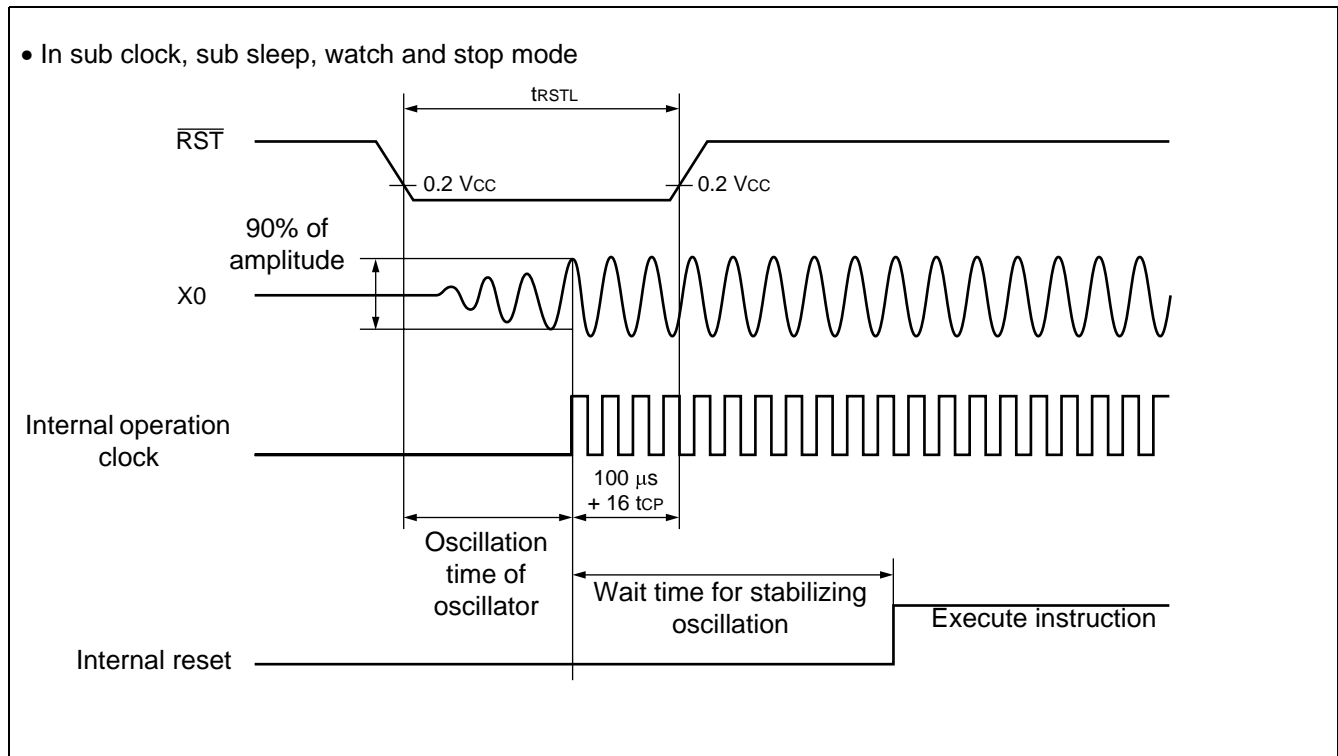 • In sub clock, sub sleep, watch and stop mode
tRSTL
RST
0.2 VCC
0.2 VCC
90% of
amplitude
X0
Internal operation
clock
100 μs
+ 16 tCP
Oscillation
time of
oscillator
Wait time for stabilizing
oscillation
Execute instruction
Internal reset